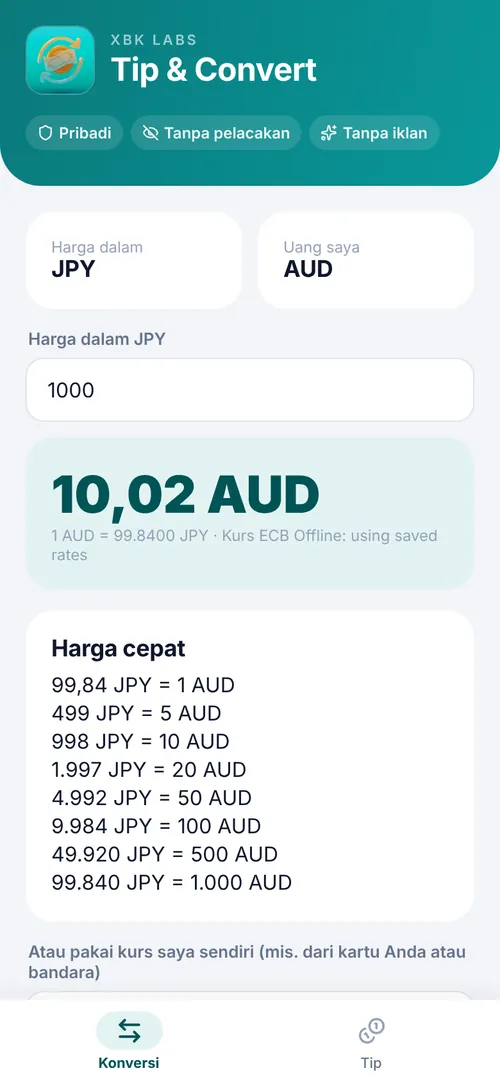 XBK LABS
Tip & Convert
Pribadi
Tanpa pelacakan
Tanpa iklan
Harga dalam
JPY
Uang saya
AUD
Harga dalam JPY
1000
10,02 AUD
1 AUD = 99.8400 JPY · Kurs ECB Offline: using saved
rates
Harga cepat
99,84 JPY = 1 AUD
499 JPY = 5 AUD
998 JPY = 10 AUD
1.997 JPY = 20 AUD
4.992 JPY = 50 AUD
9.984 JPY = 100 AUD
49.920 JPY = 500 AUD
99.840 JPY = 1.000 AUD
Atau pakai kurs saya sendiri (mis. dari kartu Anda atau
bandara)
Konversi
Tip